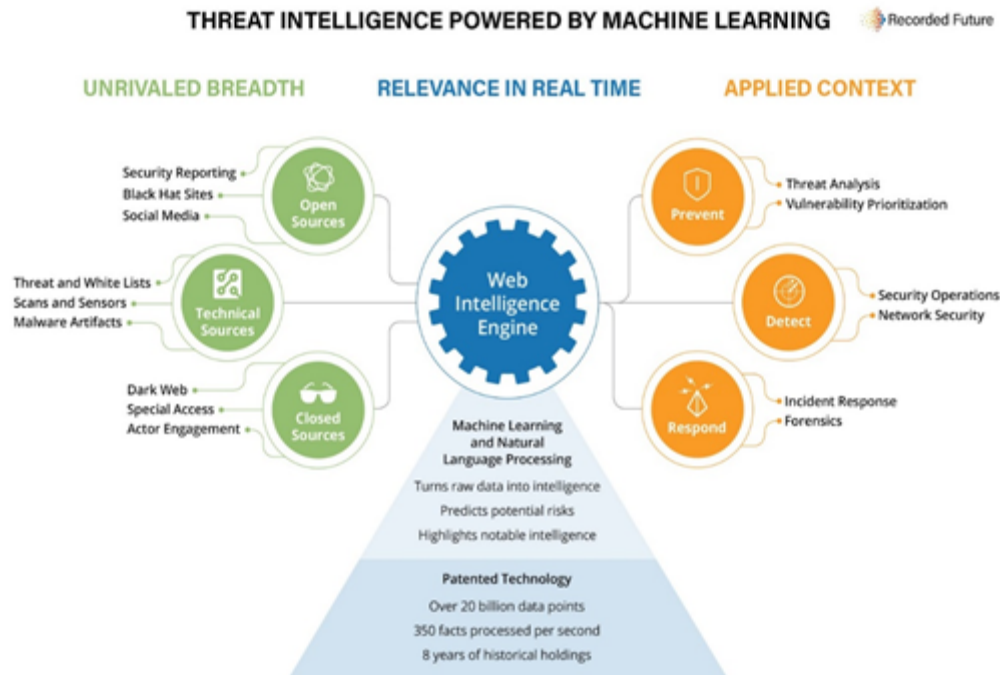 THREAT INTELLIGENCE POWERED BY MACHINE LEARNING
Recorded Future
UNRIVALED BREADTH
RELEVANCE IN REAL TIME
APPLIED CONTEXT
Security Reporting
Black Hat Sites
Social Media
Open
Sources
Threat and White Lists
Scans and Sensors
Malware Artifacts
Technical
Sources
Dark Web
Special Access
Actor Engagement
Closed
Sources
Web
Intelligence
Engine
Machine Learning
and Natural
Language Processing
Turns raw data into intelligence
Predicts potential risks
Highlights notable intelligence
Patented Technology
Over 20 billion data points
350 facts processed per second
8 years of historical holdings
Prevent
Threat Analysis
Vulnerability Prioritization
Detect
Security Operations
Network Security
Respond
Incident Response
Forensics